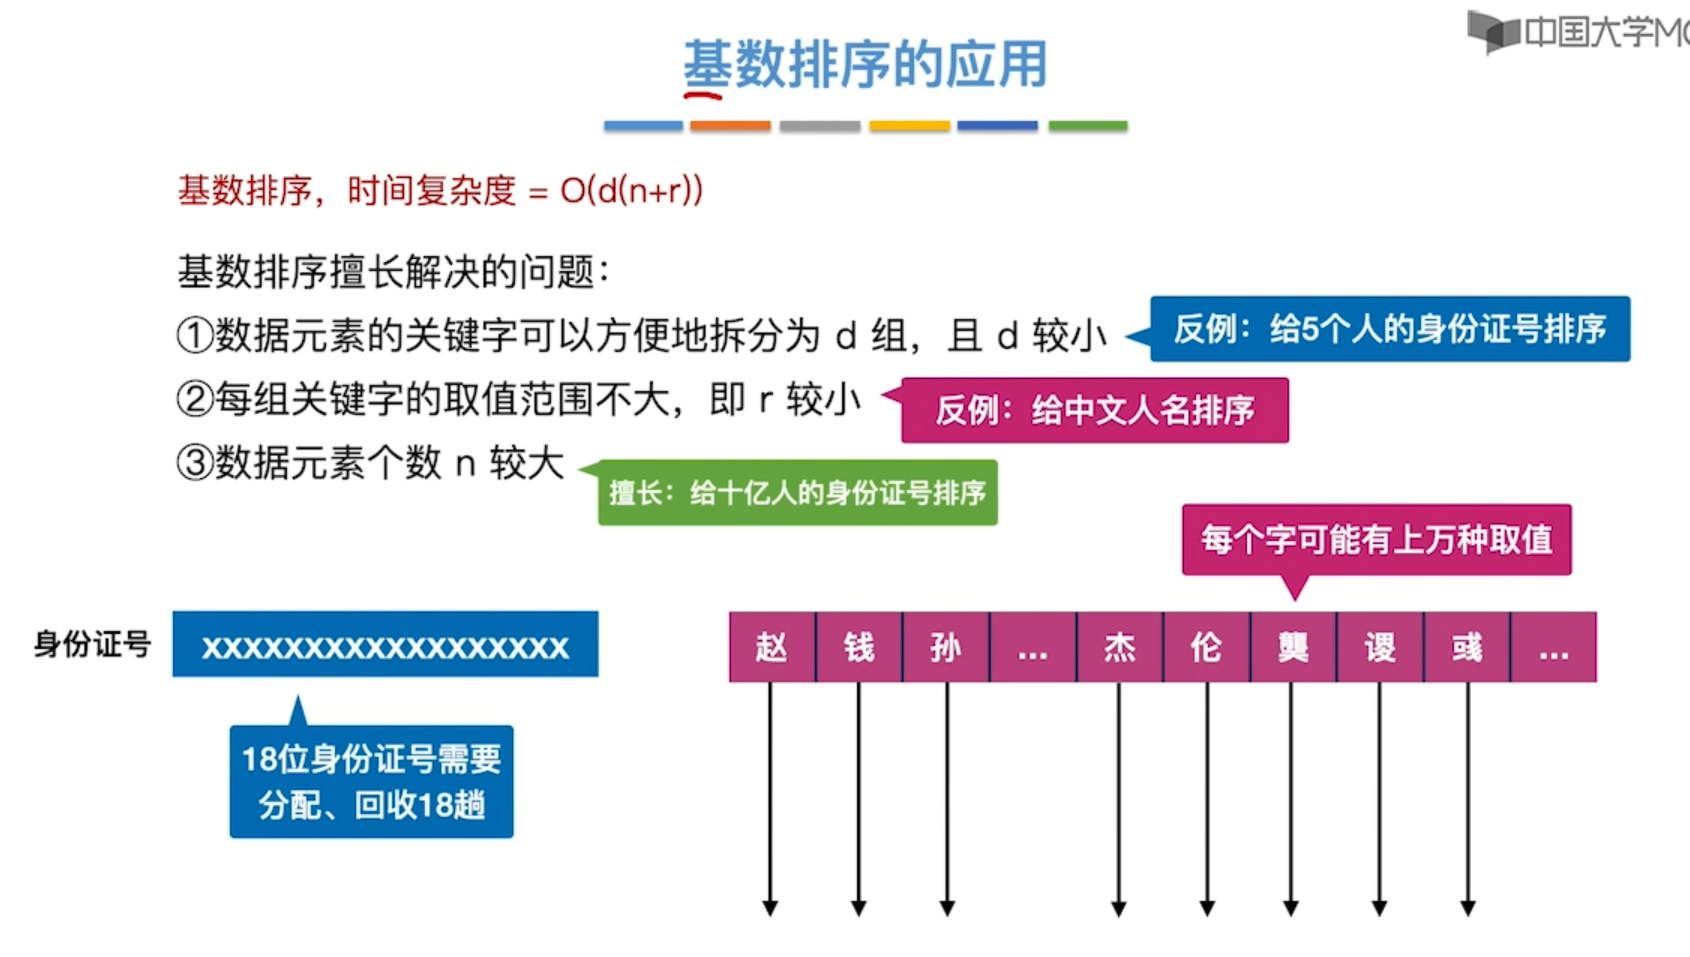 中国大学MO
基数排序的应用
基数排序，时间复杂度 = O(d(n+r))
基数排序擅长解决的问题：
①数据元素的关键字可以方便地拆分为 d 组，且 d 较小
反例：给5个人的身份证号排序
②每组关键字的取值范围不大，即 r 较小
反例：给中文人名排序
③数据元素个数 n 较大
擅长：给十亿人的身份证号排序
每个字可能有上万种取值
身份证号
xxxxxxxxxxxxxxxxxx
赵 钱 孙 ... 杰 伦 龑 谡 彧 ...
18位身份证号需要
分配、回收18趟